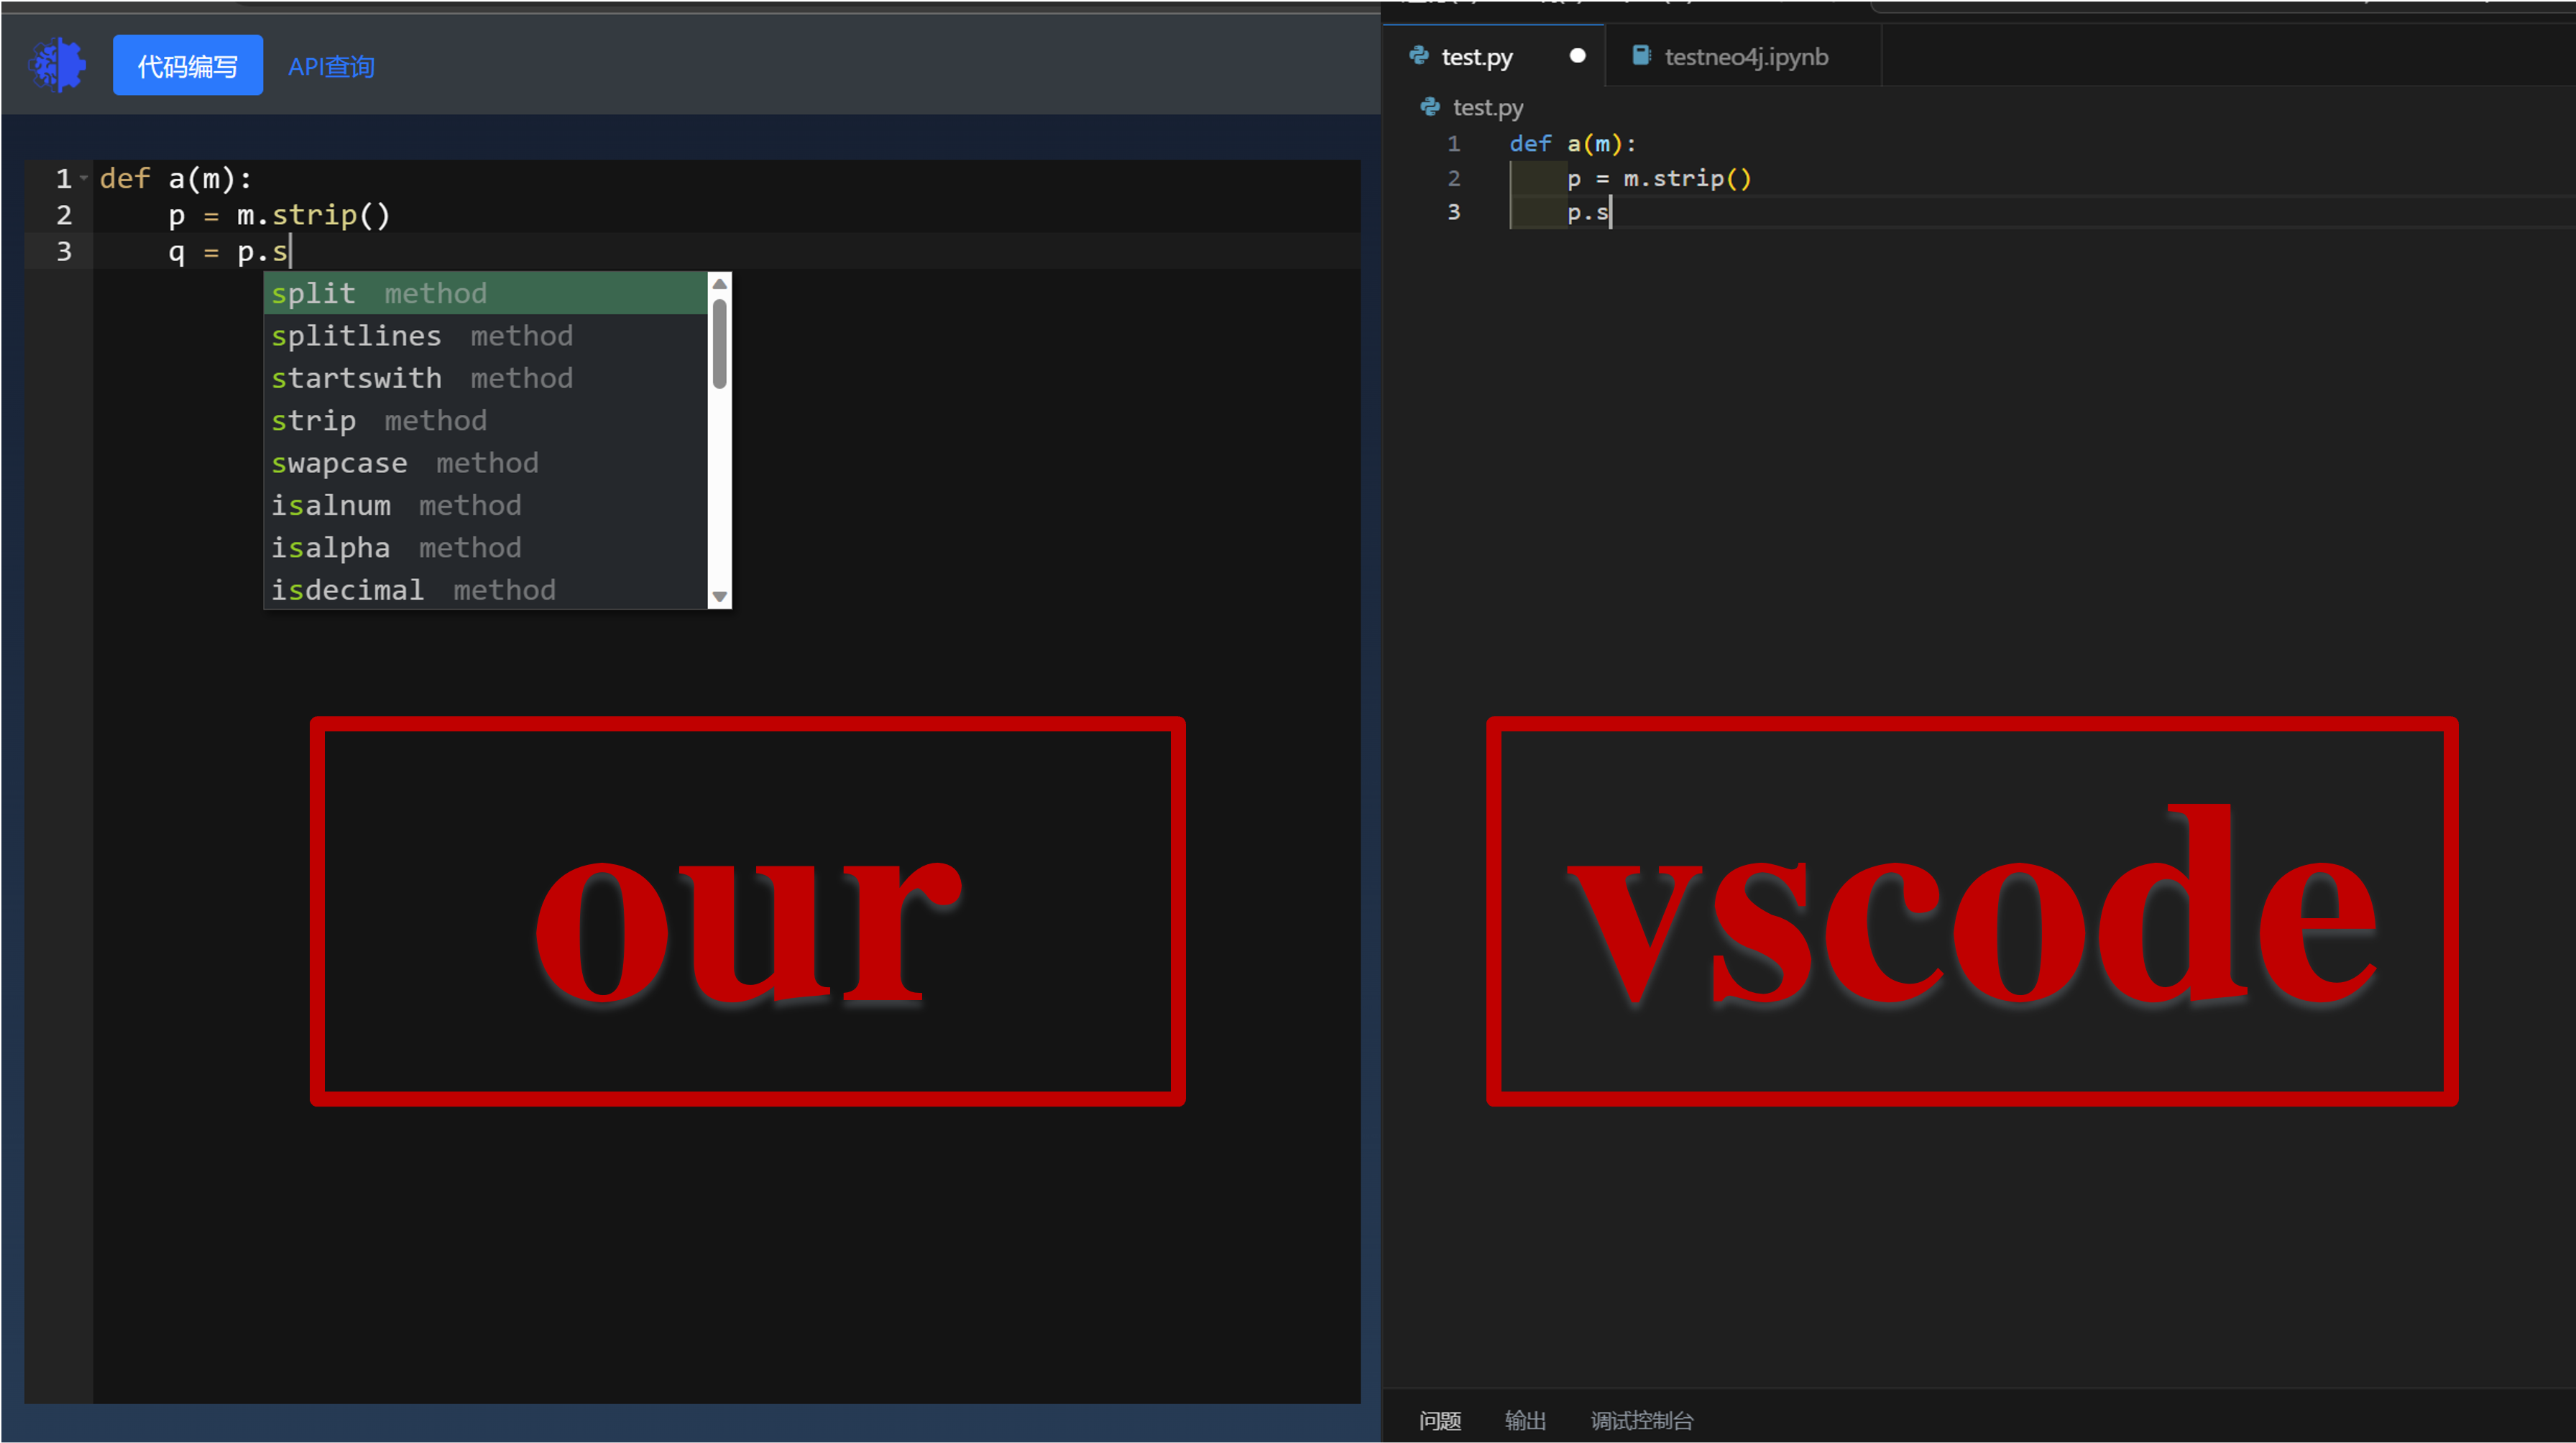 代码编写 API查询
1 def a(m):
2 p = m.strip()
3 q = p.s
split method
splitlines method
startswith method
strip method
swapcase method
isalnum method
isalpha method
isdecimal method
our
test.py testneo4j.ipynb
test.py
1 def a(m):
2 p = m.strip()
3 p.s
vscode
问题 输出 调试控制台